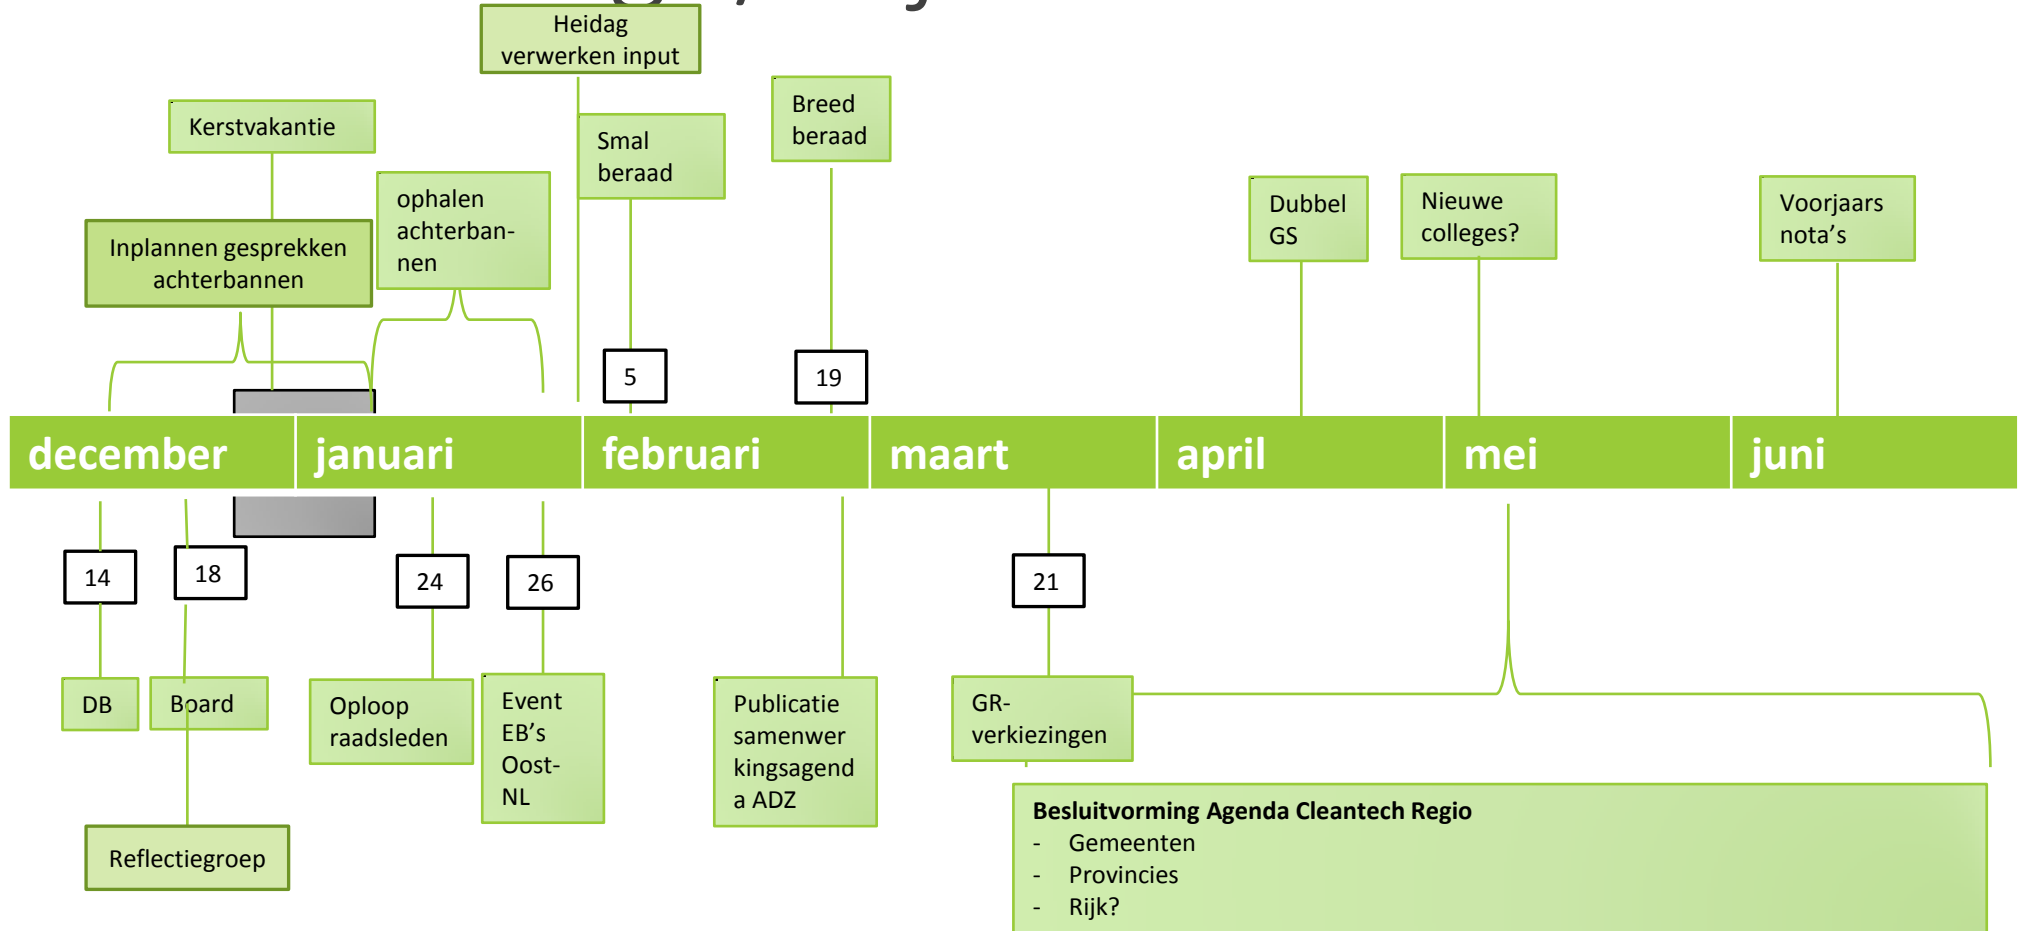 Heidag
verwerken input
Kerstvakantie
Smal
beraad
Breed
beraad
ophalen
achterban-
nen
Inplannen gesprekken
achterbannen
Dubbel
GS
Nieuwe
colleges?
Voorjaars
nota’s
5
19
december
januari
februari
maart
april
mei
juni
14
18
24
26
21
DB
Board
Oploop
raadsleden
Event
EB’s
Oost-
NL
Publicatie
samenwer
kingsagend
a ADZ
GR-
verkiezingen
Reflectiegroep
Besluitvorming Agenda Cleantech Regio
- Gemeenten
- Provincies
- Rijk?